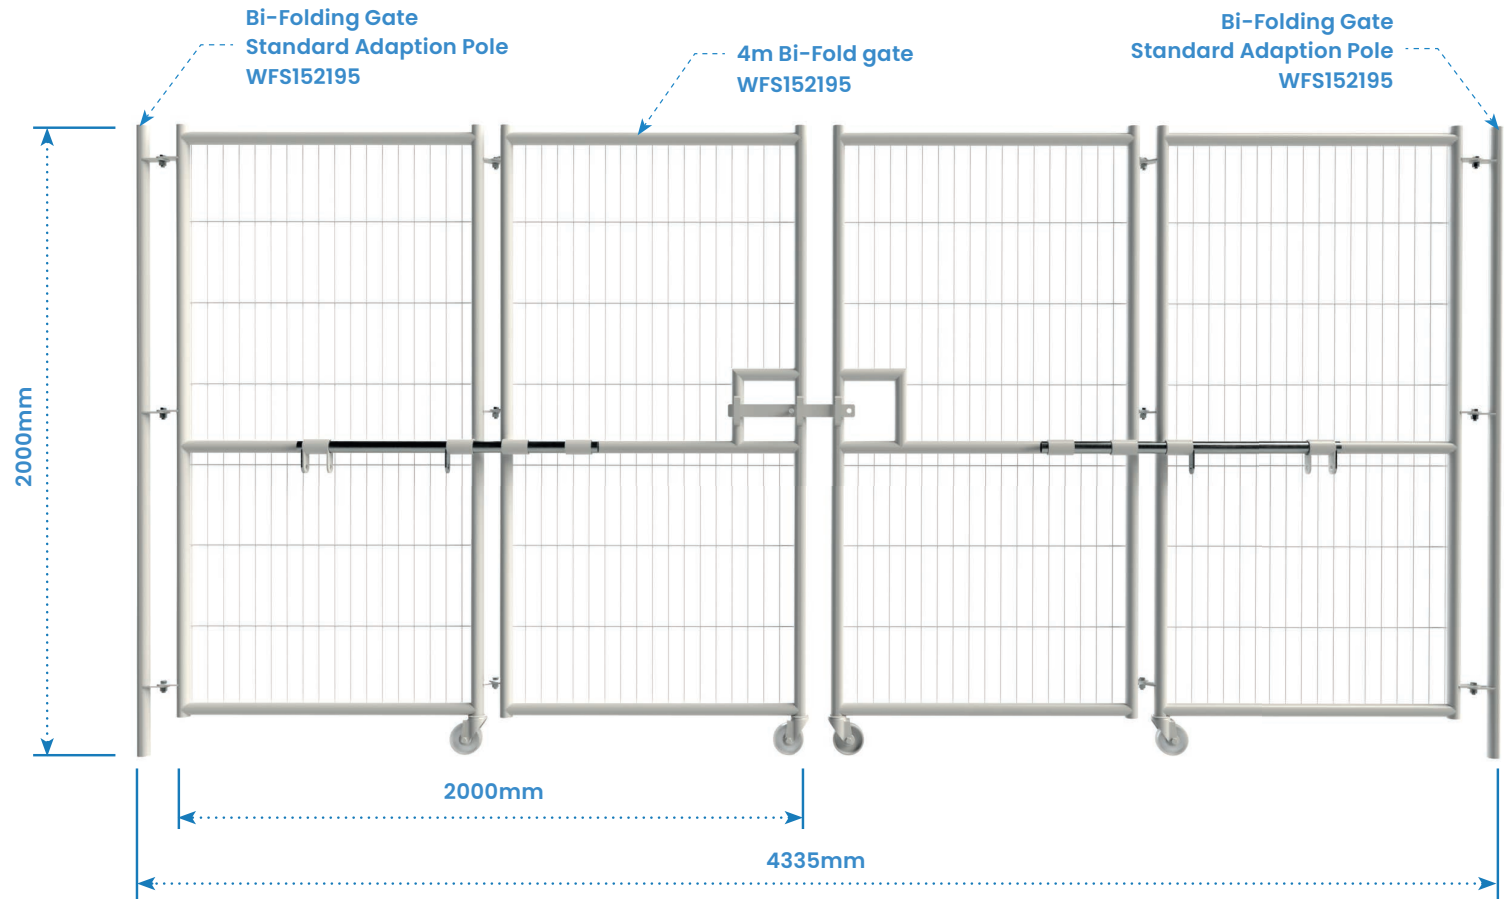 Bi-Folding Gate
Standard Adaption Pole
WFS152195
4m Bi-Fold gate
WFS152195
Bi-Folding Gate
Standard Adaption Pole
WFS152195
2000mm
2000mm
4335mm